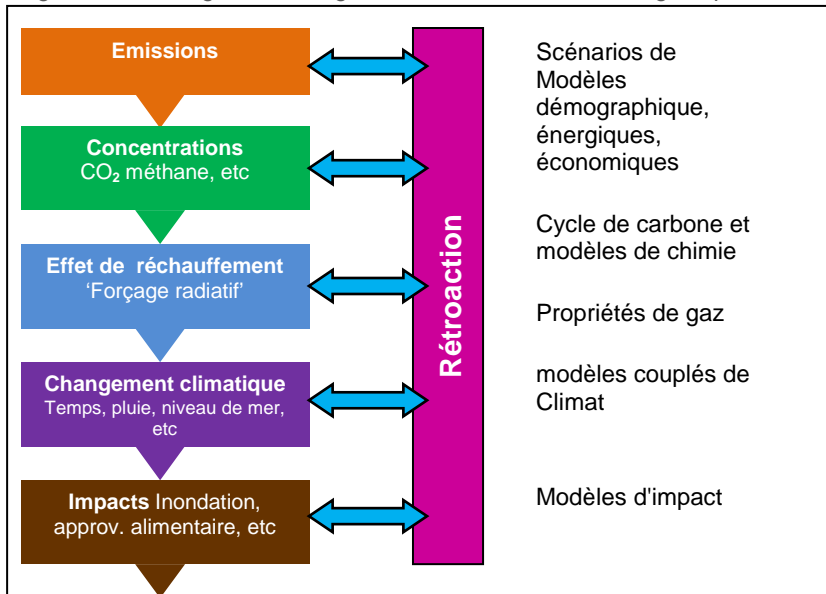 Emissions
Concentrations
CO₂ méthane, etc
Effet de réchauffement
‘Forçage radiatif’
Changement climatique
Temps, pluie, niveau de mer,
etc
Impacts Inondation,
approv. alimentaire, etc
Rétroaction
Scénarios de
Modèles
démographique,
énergiques,
économiques
Cycle de carbone et
modèles de chimie
Propriétés de gaz
modèles couplés de
Climat
Modèles d'impact